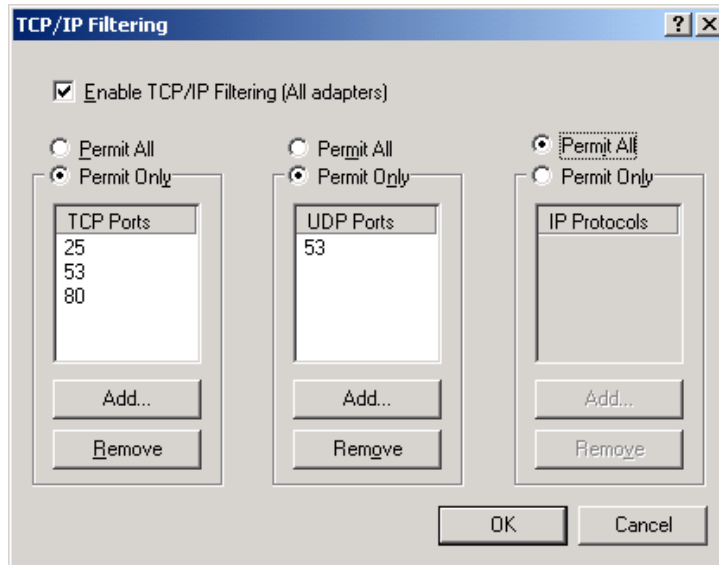 TCP/IP Filtering
Enable TCP/IP Filtering (All adapters)
Permit All
Permit Only
TCP Ports
25
53
80
Add...
Remove
Permit All
Permit Only
UDP Ports
53
Add...
Remove
Permit All
Permit Only
IP Protocols
Add...
Remove
OK
Cancel